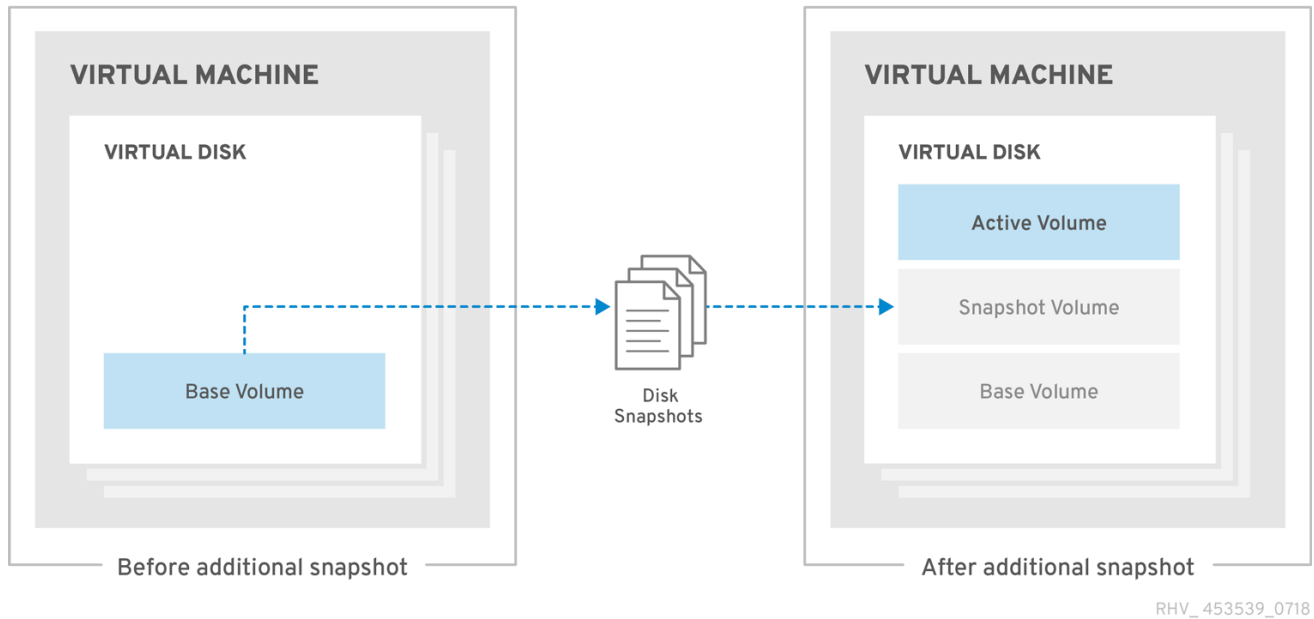 VIRTUAL MACHINE
VIRTUAL DISK
Base Volume
Before additional snapshot
Disk
Snapshots
VIRTUAL MACHINE
VIRTUAL DISK
Active Volume
Snapshot Volume
Base Volume
After additional snapshot
RHV_453539_0718